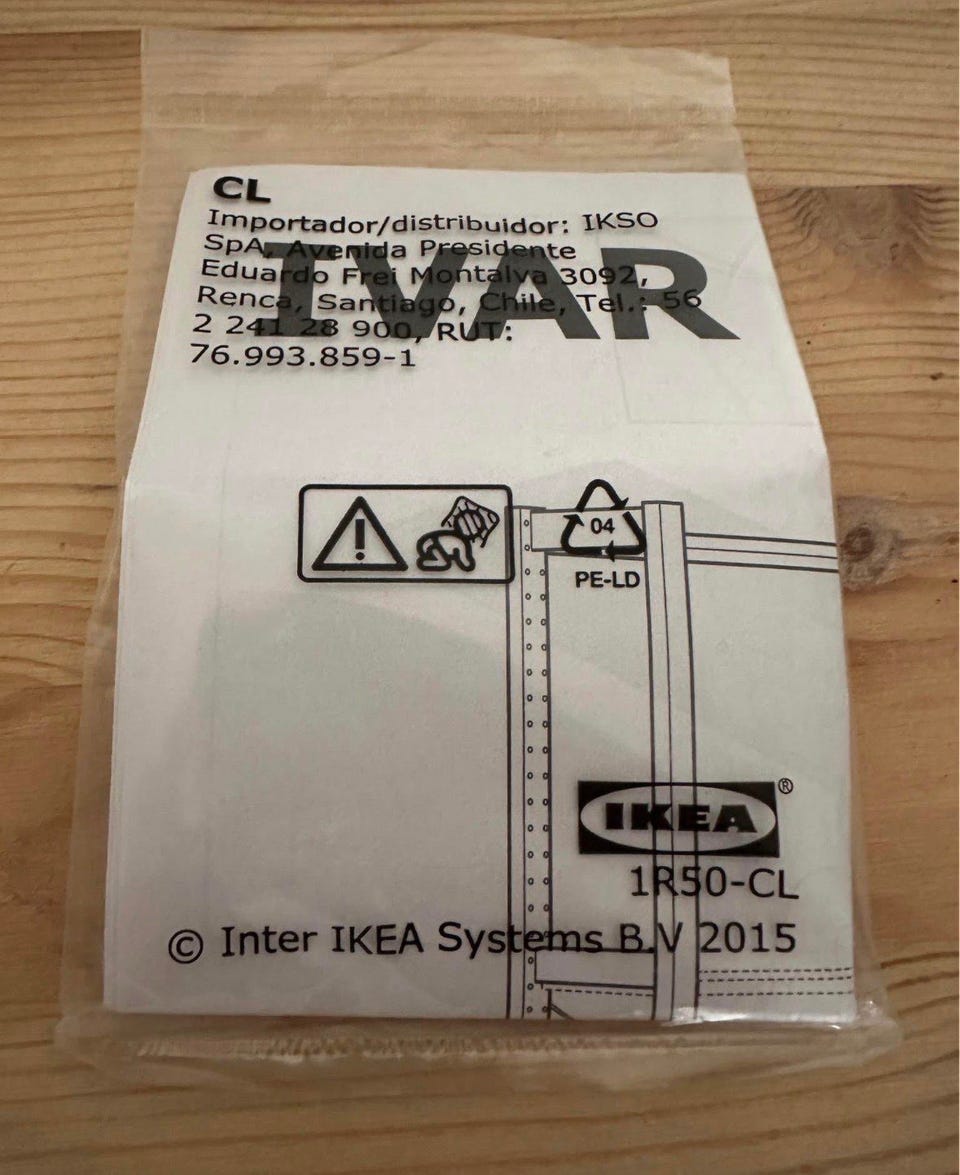 CL
Importador/distribuidor: IKSO
SpA, Avenida Presidente
Eduardo Frei Montalva 3092,
Renca, Santiago, Chile, Tel.: 56
2 241 28 900, RUT:
76.993.859-1
IVAR
!
04
PE-LD
IKEA®
1R50-CL
© Inter IKEA Systems B.V 2015